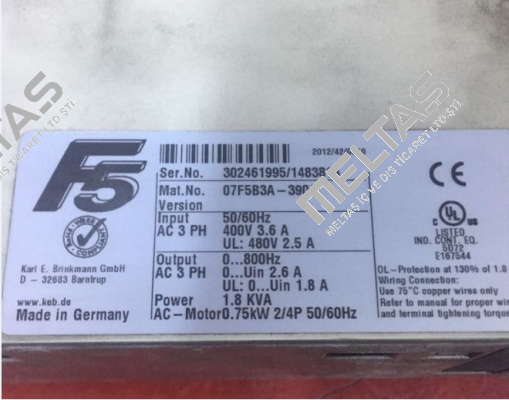 F5
2012/42/
Ser.No. 302461995/1483
Mat.No. 07F5B3A-390
Version
Input 50/60Hz
AC 3 PH 400V 3.6 A
UL: 480V 2.5 A
Output 0...800Hz
AC 3 PH 0...Uin 2.6 A
UL: 0...Uin 1.8 A
Power 1.8 KVA
AC-Motor 0.75kW 2/4P 50/60Hz
Karl E. Brinkmann GmbH
D - 32683 Barntrup
www.keb.de
Made in Germany
CE
C UL US
LISTED
IND. CONT. EQ.
5D72
E167544
OL-Protection at 130% of 1.8
Wiring Connection:
Use 75°C copper wires only
Refer to manual for proper wir
and terminal tightening torque
MELTAS
MELTAŞ DIŞ TİCARET LTD.ŞTİ